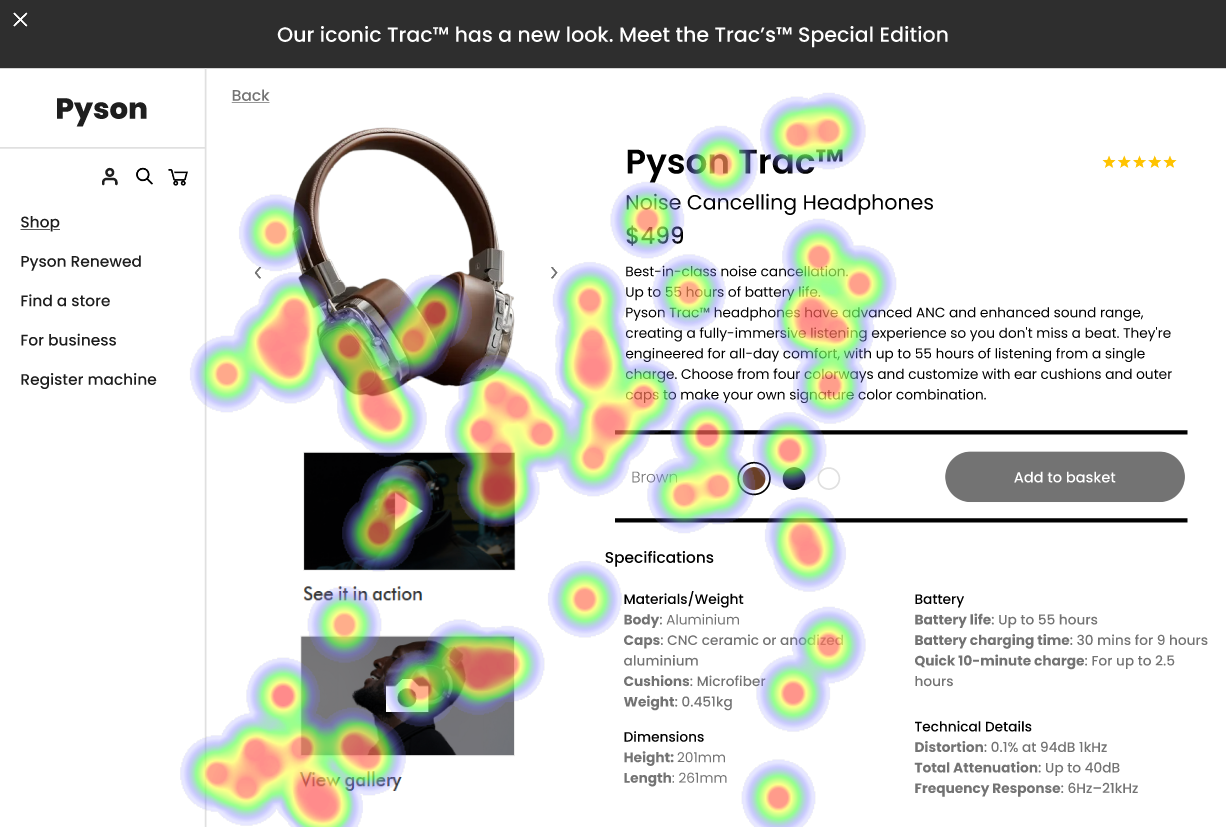 Our iconic Trac™ has a new look. Meet the Trac’s™ Special Edition
Pyson
Back
Shop
Pyson Renewed
Find a store
For business
Register machine
Pyson Trac™
Noise Cancelling Headphones
$499
Best-in-class noise cancellation.
Up to 55 hours of battery life.
Pyson Trac™ headphones have advanced ANC and enhanced sound range,
creating a fully-immersive listening experience so you don't miss a beat. They're
engineered for all-day comfort, with up to 55 hours of listening from a single
charge. Choose from four colorways and customize with ear cushions and outer
caps to make your own signature color combination.
Brown
Add to basket
See it in action
View gallery
Specifications
Materials/Weight
Body: Aluminium
Caps: CNC ceramic or anodized
aluminium
Cushions: Microfiber
Weight: 0.451kg
Dimensions
Height: 201mm
Length: 261mm
Battery
Battery life: Up to 55 hours
Battery charging time: 30 mins for 9 hours
Quick 10-minute charge: For up to 2.5
hours
Technical Details
Distortion: 0.1% at 94dB 1kHz
Total Attenuation: Up to 40dB
Frequency Response: 6Hz–21kHz